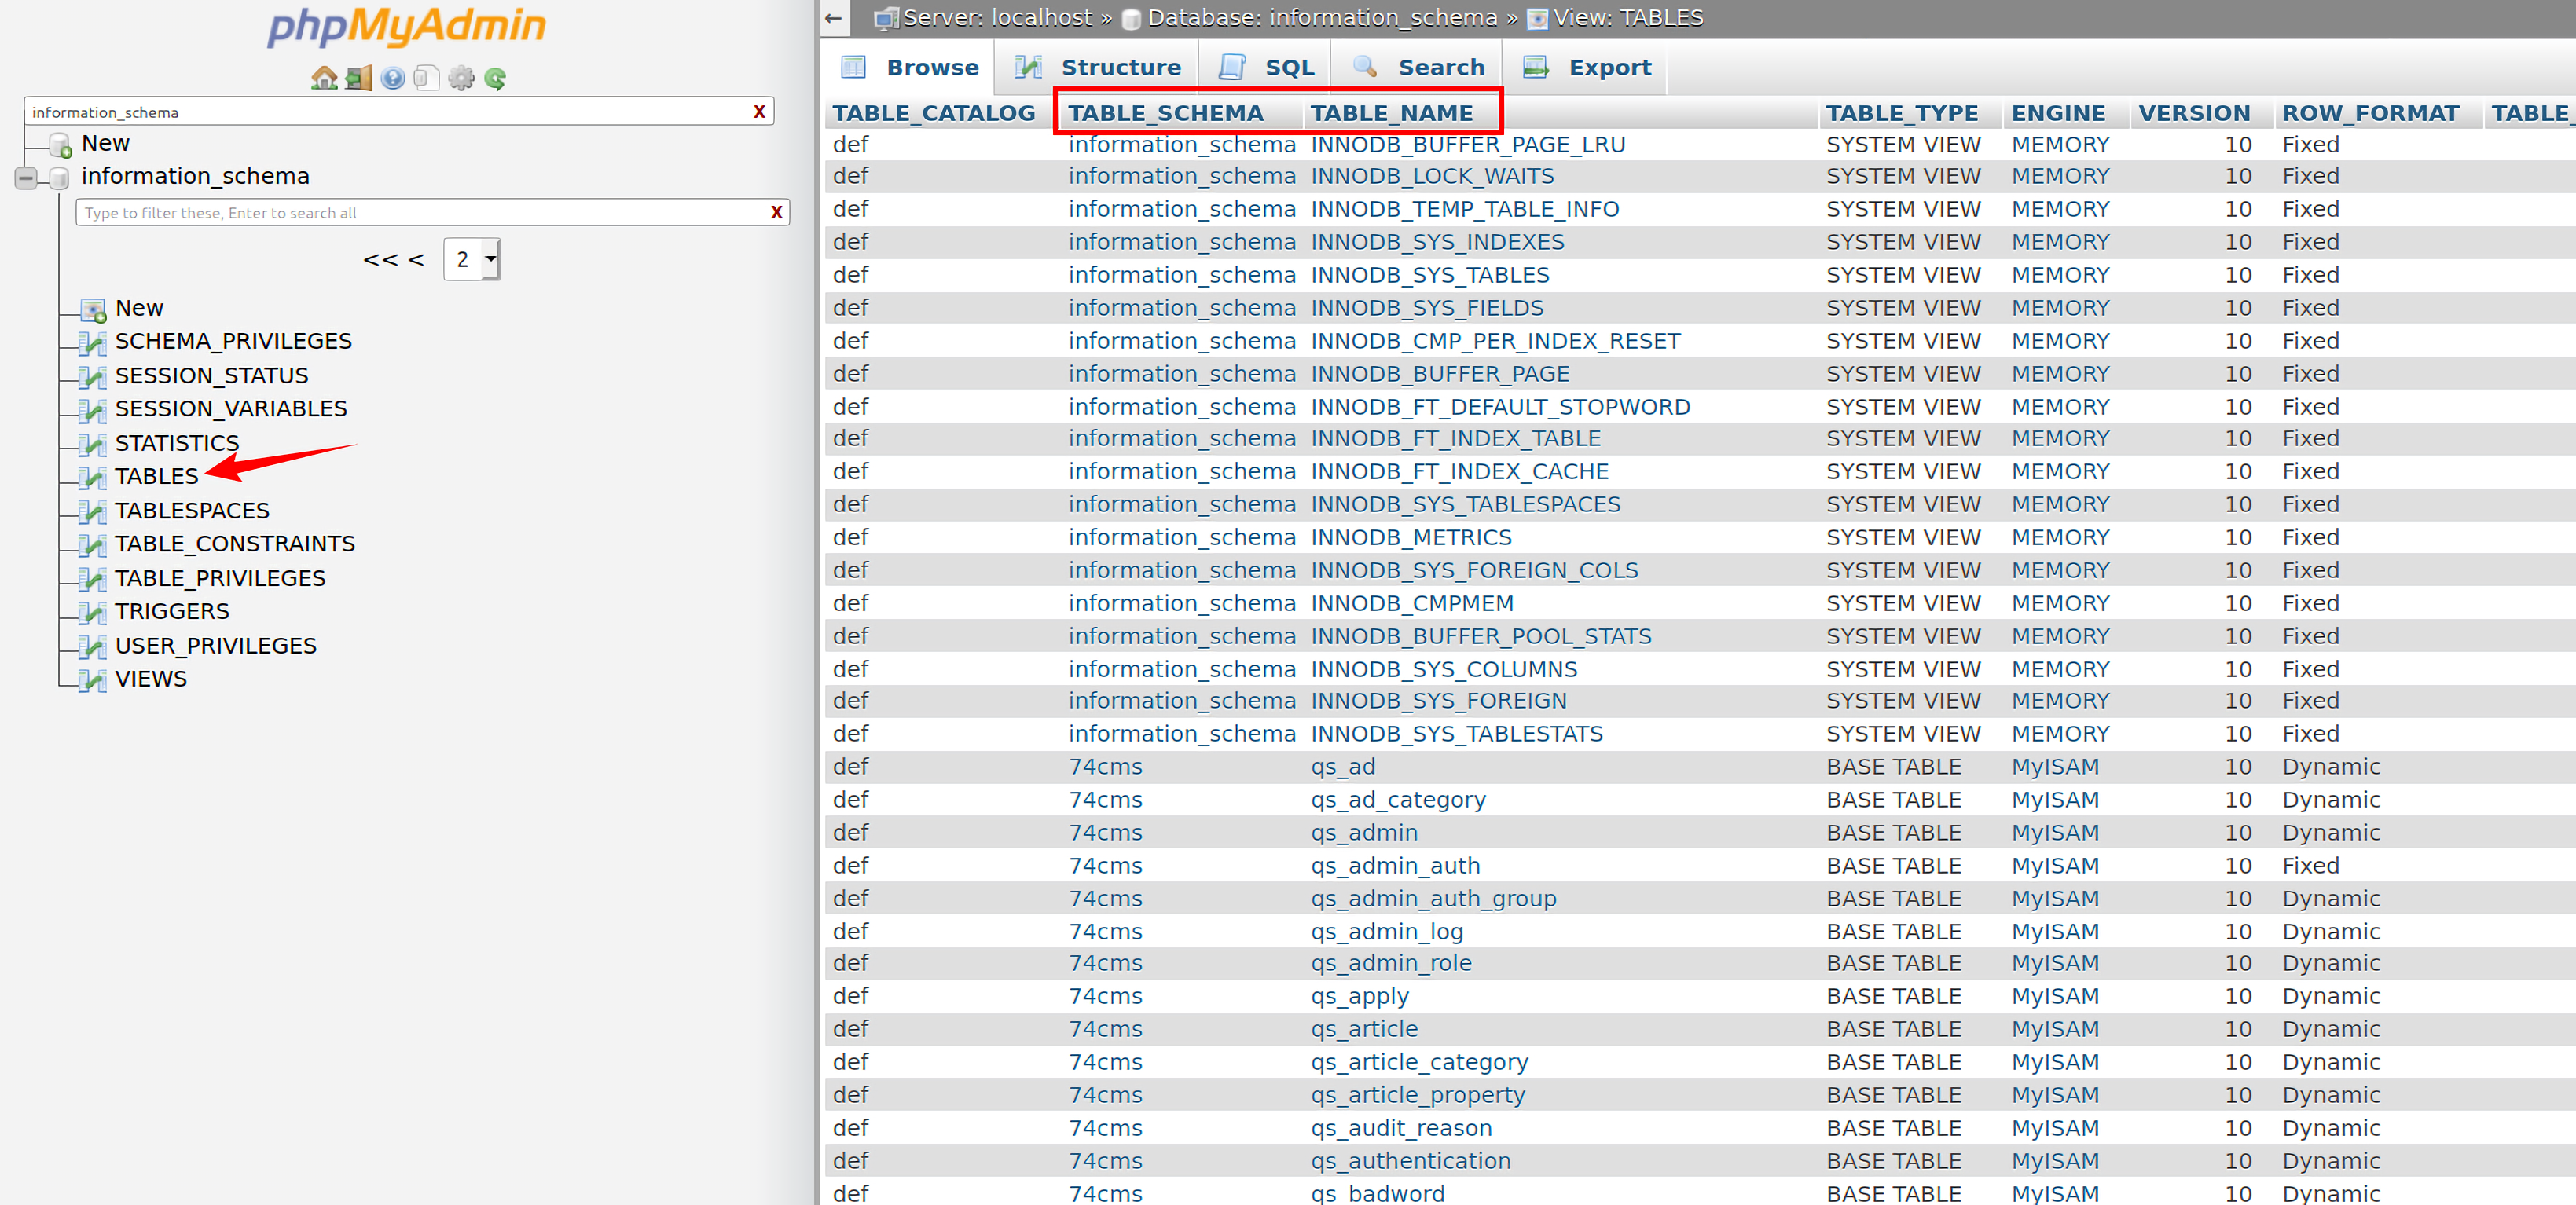 phpMyAdmin
information_schema X
New
information_schema
Type to filter these, Enter to search all X
<< < 2
New
SCHEMA_PRIVILEGES
SESSION_STATUS
SESSION_VARIABLES
STATISTICS
TABLES
TABLESPACES
TABLE_CONSTRAINTS
TABLE_PRIVILEGES
TRIGGERS
USER_PRIVILEGES
VIEWS
← Server: localhost » Database: information_schema » View: TABLES
Browse Structure SQL Search Export
TABLE_CATALOG TABLE_SCHEMA TABLE_NAME TABLE_TYPE ENGINE VERSION ROW_FORMAT TABLE_
def information_schema INNODB_BUFFER_PAGE_LRU SYSTEM VIEW MEMORY 10 Fixed
def information_schema INNODB_LOCK_WAITS SYSTEM VIEW MEMORY 10 Fixed
def information_schema INNODB_TEMP_TABLE_INFO SYSTEM VIEW MEMORY 10 Fixed
def information_schema INNODB_SYS_INDEXES SYSTEM VIEW MEMORY 10 Fixed
def information_schema INNODB_SYS_TABLES SYSTEM VIEW MEMORY 10 Fixed
def information_schema INNODB_SYS_FIELDS SYSTEM VIEW MEMORY 10 Fixed
def information_schema INNODB_CMP_PER_INDEX_RESET SYSTEM VIEW MEMORY 10 Fixed
def information_schema INNODB_BUFFER_PAGE SYSTEM VIEW MEMORY 10 Fixed
def information_schema INNODB_FT_DEFAULT_STOPWORD SYSTEM VIEW MEMORY 10 Fixed
def information_schema INNODB_FT_INDEX_TABLE SYSTEM VIEW MEMORY 10 Fixed
def information_schema INNODB_FT_INDEX_CACHE SYSTEM VIEW MEMORY 10 Fixed
def information_schema INNODB_SYS_TABLESPACES SYSTEM VIEW MEMORY 10 Fixed
def information_schema INNODB_METRICS SYSTEM VIEW MEMORY 10 Fixed
def information_schema INNODB_SYS_FOREIGN_COLS SYSTEM VIEW MEMORY 10 Fixed
def information_schema INNODB_CMPMEM SYSTEM VIEW MEMORY 10 Fixed
def information_schema INNODB_BUFFER_POOL_STATS SYSTEM VIEW MEMORY 10 Fixed
def information_schema INNODB_SYS_COLUMNS SYSTEM VIEW MEMORY 10 Fixed
def information_schema INNODB_SYS_FOREIGN SYSTEM VIEW MEMORY 10 Fixed
def information_schema INNODB_SYS_TABLESTATS SYSTEM VIEW MEMORY 10 Fixed
def 74cms qs_ad BASE TABLE MyISAM 10 Dynamic
def 74cms qs_ad_category BASE TABLE MyISAM 10 Dynamic
def 74cms qs_admin BASE TABLE MyISAM 10 Dynamic
def 74cms qs_admin_auth BASE TABLE MyISAM 10 Fixed
def 74cms qs_admin_auth_group BASE TABLE MyISAM 10 Dynamic
def 74cms qs_admin_log BASE TABLE MyISAM 10 Dynamic
def 74cms qs_admin_role BASE TABLE MyISAM 10 Dynamic
def 74cms qs_apply BASE TABLE MyISAM 10 Dynamic
def 74cms qs_article BASE TABLE MyISAM 10 Dynamic
def 74cms qs_article_category BASE TABLE MyISAM 10 Dynamic
def 74cms qs_article_property BASE TABLE MyISAM 10 Dynamic
def 74cms qs_audit_reason BASE TABLE MyISAM 10 Dynamic
def 74cms qs_authentication BASE TABLE MyISAM 10 Dynamic
def 74cms qs_badword BASE TABLE MyISAM 10 Dynamic